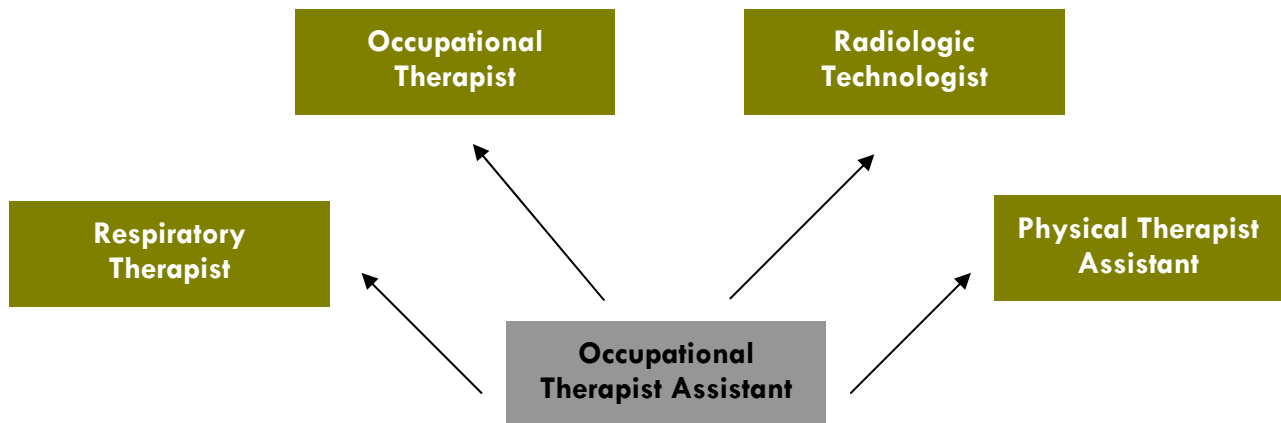 Occupational
Therapist
Radiologic
Technologist
Respiratory
Therapist
Physical Therapist
Assistant
Occupational
Therapist Assistant